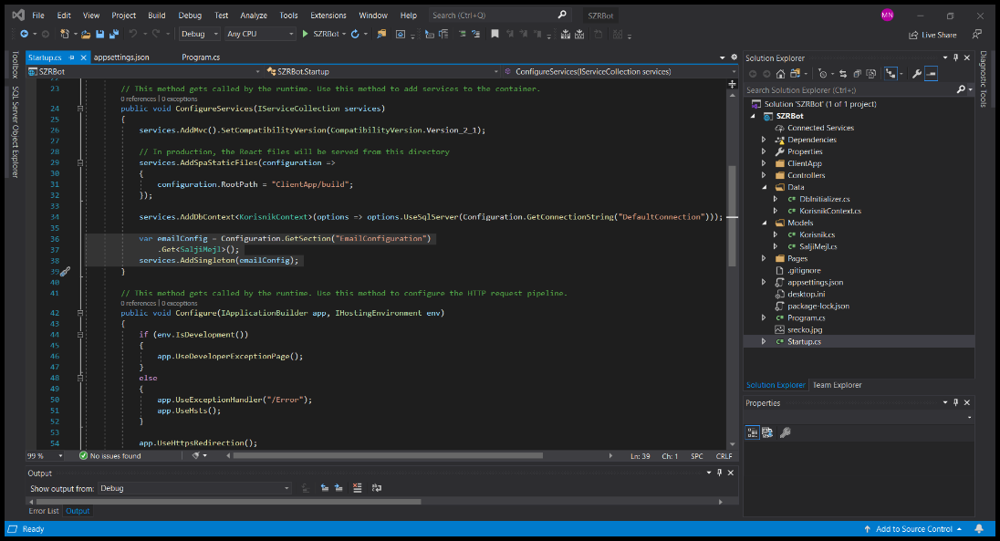 File Edit View Project Build Debug Test Analyze Tools Extensions Window Help Search (Ctrl+Q) SZRBot MN
Debug Any CPU SZRBot Live Share
Startup.cs appsettings.json Program.cs
SZRBot SZRBot.Startup ConfigureServices(IServiceCollection services)
Toolbox
SQL Server Object Explorer
23 // This method gets called by the runtime. Use this method to add services to the container.
0 references | 0 exceptions
24 public void ConfigureServices(IServiceCollection services)
25 {
26 services.AddMvc().SetCompatibilityVersion(CompatibilityVersion.Version_2_1);
27
28 // In production, the React files will be served from this directory
29 services.AddSpaStaticFiles(configuration =>
30 {
31 configuration.RootPath = "ClientApp/build";
32 });
33
34 services.AddDbContext<KorisnikContext>(options => options.UseSqlServer(Configuration.GetConnectionString("DefaultConnection")));
35
36 var emailConfig = Configuration.GetSection("EmailConfiguration")
37 .Get<SaljiMejl>();
38 services.AddSingleton(emailConfig);
39 }
40
41 // This method gets called by the runtime. Use this method to configure the HTTP request pipeline.
0 references | 0 exceptions
42 public void Configure(IApplicationBuilder app, IHostingEnvironment env)
43 {
44 if (env.IsDevelopment())
45 {
46 app.UseDeveloperExceptionPage();
47 }
48 else
49 {
50 app.UseExceptionHandler("/Error");
51 app.UseHsts();
52 }
53
54 app.UseHttpsRedirection();
99 % No issues found Ln: 39 Ch: 1 SPC CRLF
Output
Show output from: Debug
Error List Output
Solution Explorer
Search Solution Explorer (Ctrl+;)
Solution 'SZRBot' (1 of 1 project)
SZRBot
Connected Services
Dependencies
Properties
ClientApp
Controllers
Data
C# DbInitializer.cs
C# KorisnikContext.cs
Models
C# Korisnik.cs
C# SaljiMejl.cs
Pages
.gitignore
appsettings.json
desktop.ini
package-lock.json
C# Program.cs
srecko.jpg
C# Startup.cs
Solution Explorer Team Explorer
Properties
Diagnostic Tools
Ready Add to Source Control